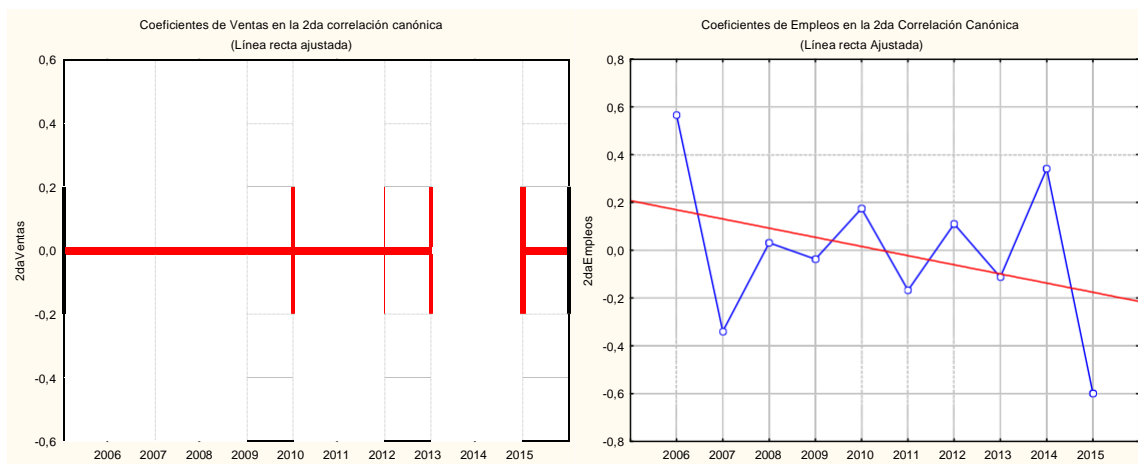 Coeficientes de Ventas en la 2da correlación canónica
(Línea recta ajustada)
0,6
0,4
0,2
0,0
-0,2
-0,4
-0,6
2daVentas
2006 2007 2008 2009 2010 2011 2012 2013 2014 2015
Coeficientes de Empleos en la 2da Correlación Canónica
(Línea recta Ajustada)
0,8
0,6
0,4
0,2
0,0
-0,2
-0,4
-0,6
-0,8
2daEmpleos
2006 2007 2008 2009 2010 2011 2012 2013 2014 2015